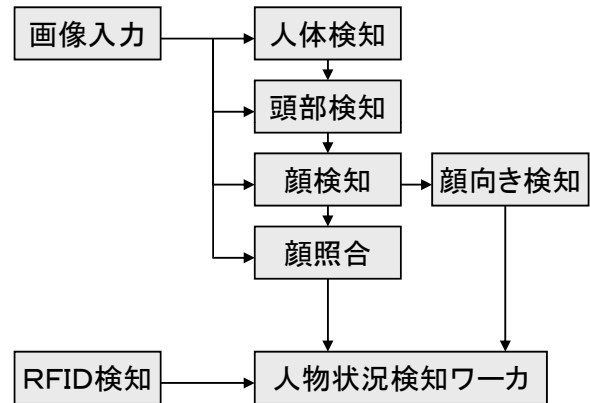 画像入力
人体検知
頭部検知
顔検知
顔向き検知
顔照合
RFID検知
人物状況検知ワーカ